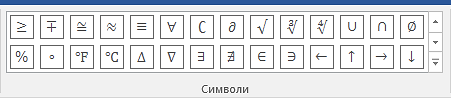 ≥ ∓ ≅ ≈ ≡ ∀ ∁ ∂ √ ∛ ∜ ∪ ∩ ∅
% ° °F °C ∆ ∇ ∃ ∄ ∈ ∋ ← ↑ → ↓
Символи